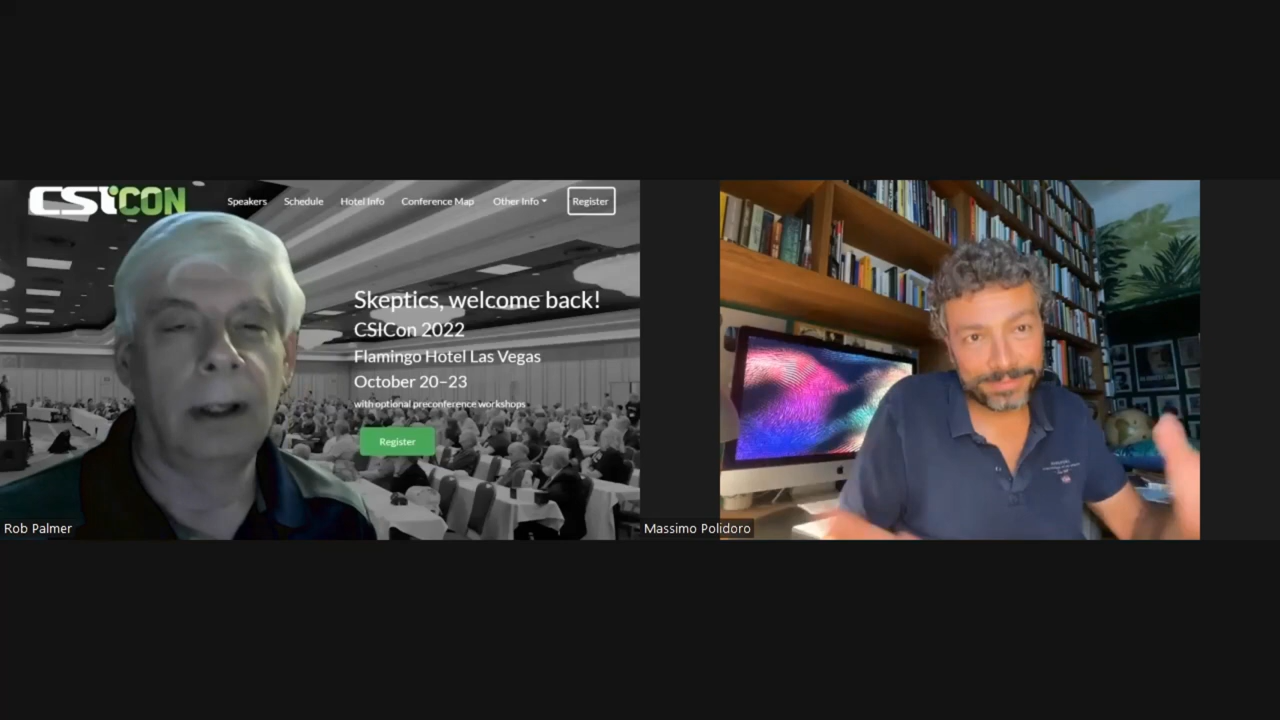 CSICON Speakers Schedule Hotel Info Conference Map Other Info Register
Skeptics, welcome back!
CSICon 2022
Flamingo Hotel Las Vegas
October 20–23
with optional preconference workshops
Register
Rob Palmer
Massimo Polidoro